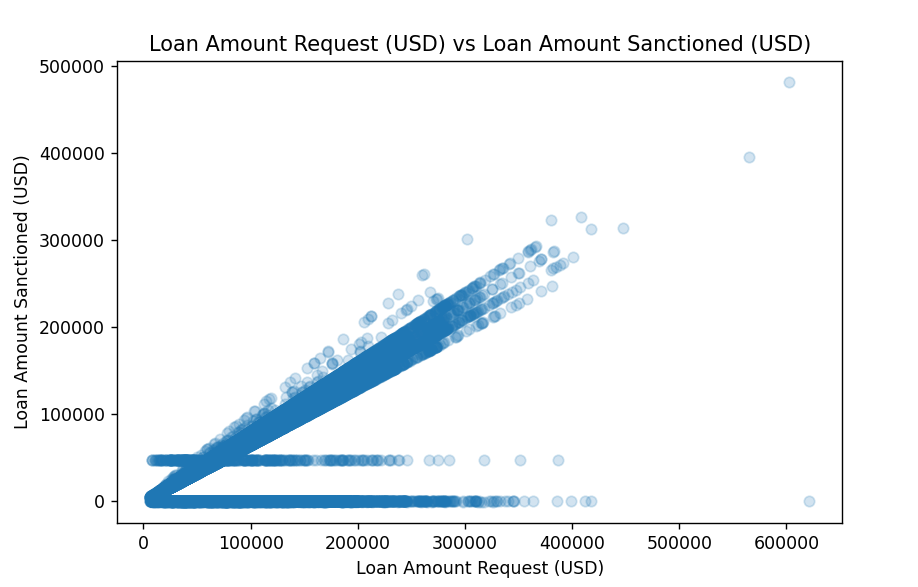 Loan Amount Request (USD) vs Loan Amount Sanctioned (USD)
500000
400000
300000
200000
100000
0
Loan Amount Sanctioned (USD)
0 100000 200000 300000 400000 500000 600000
Loan Amount Request (USD)